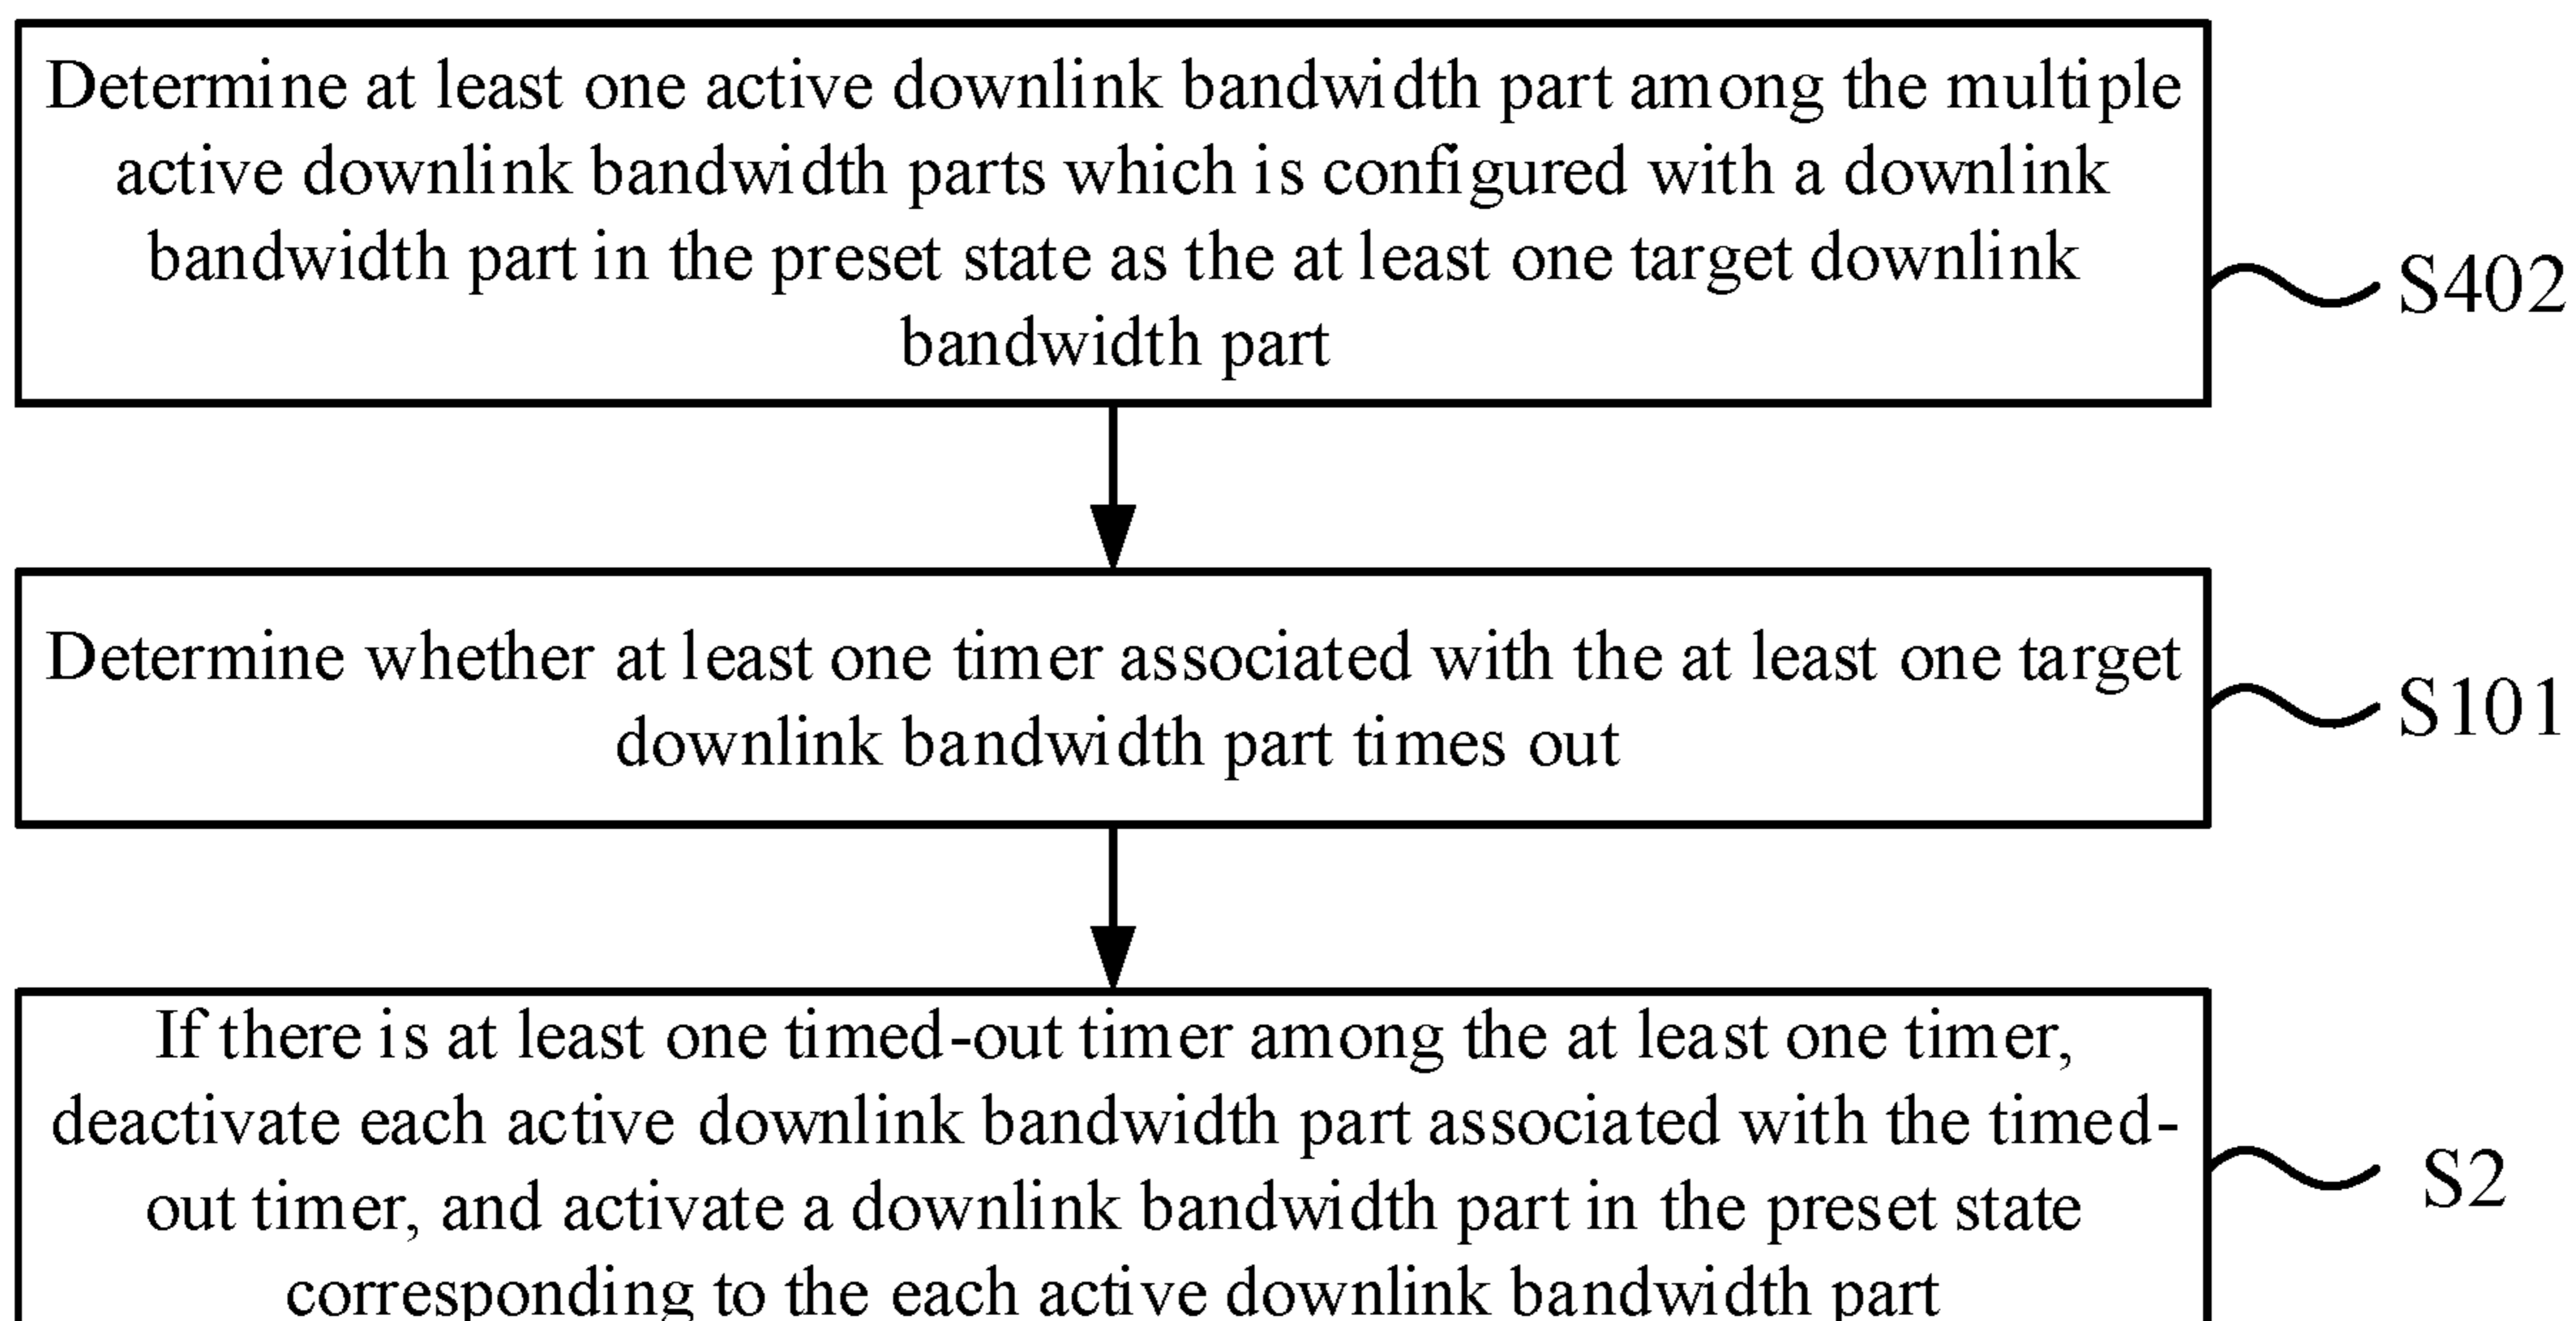 Determine at least one active downlink bandwidth part among the multiple
active downlink bandwidth parts which is configured with a downlink
bandwidth part in the preset state as the at least one target downlink
bandwidth part
S402
Determine whether at least one timer associated with the at least one target
downlink bandwidth part times out
S101
If there is at least one timed-out timer among the at least one timer,
deactivate each active downlink bandwidth part associated with the timed-
out timer, and activate a downlink bandwidth part in the preset state
corresponding to the each active downlink bandwidth part
S2